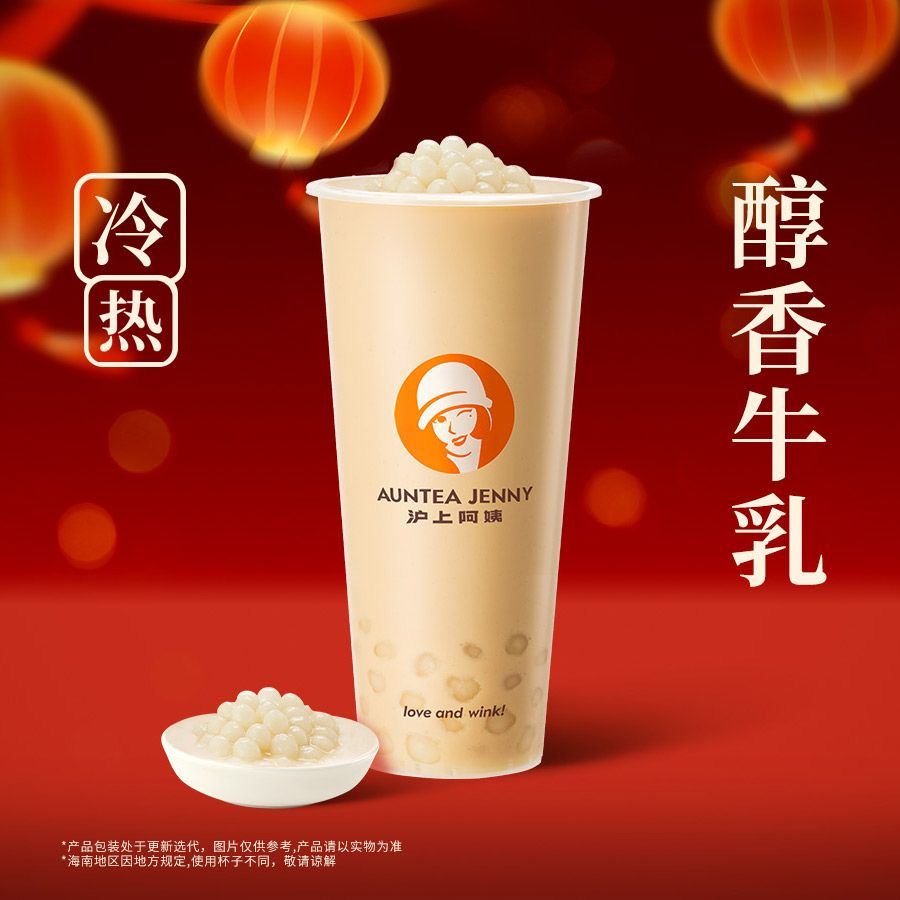 冷
热
醇香牛乳
AUNTEA JENNY
沪上阿姨
love and wink!
*产品包装处于更新迭代，图片仅供参考,产品请以实物为准
*海南地区因地方规定,使用杯子不同，敬请谅解